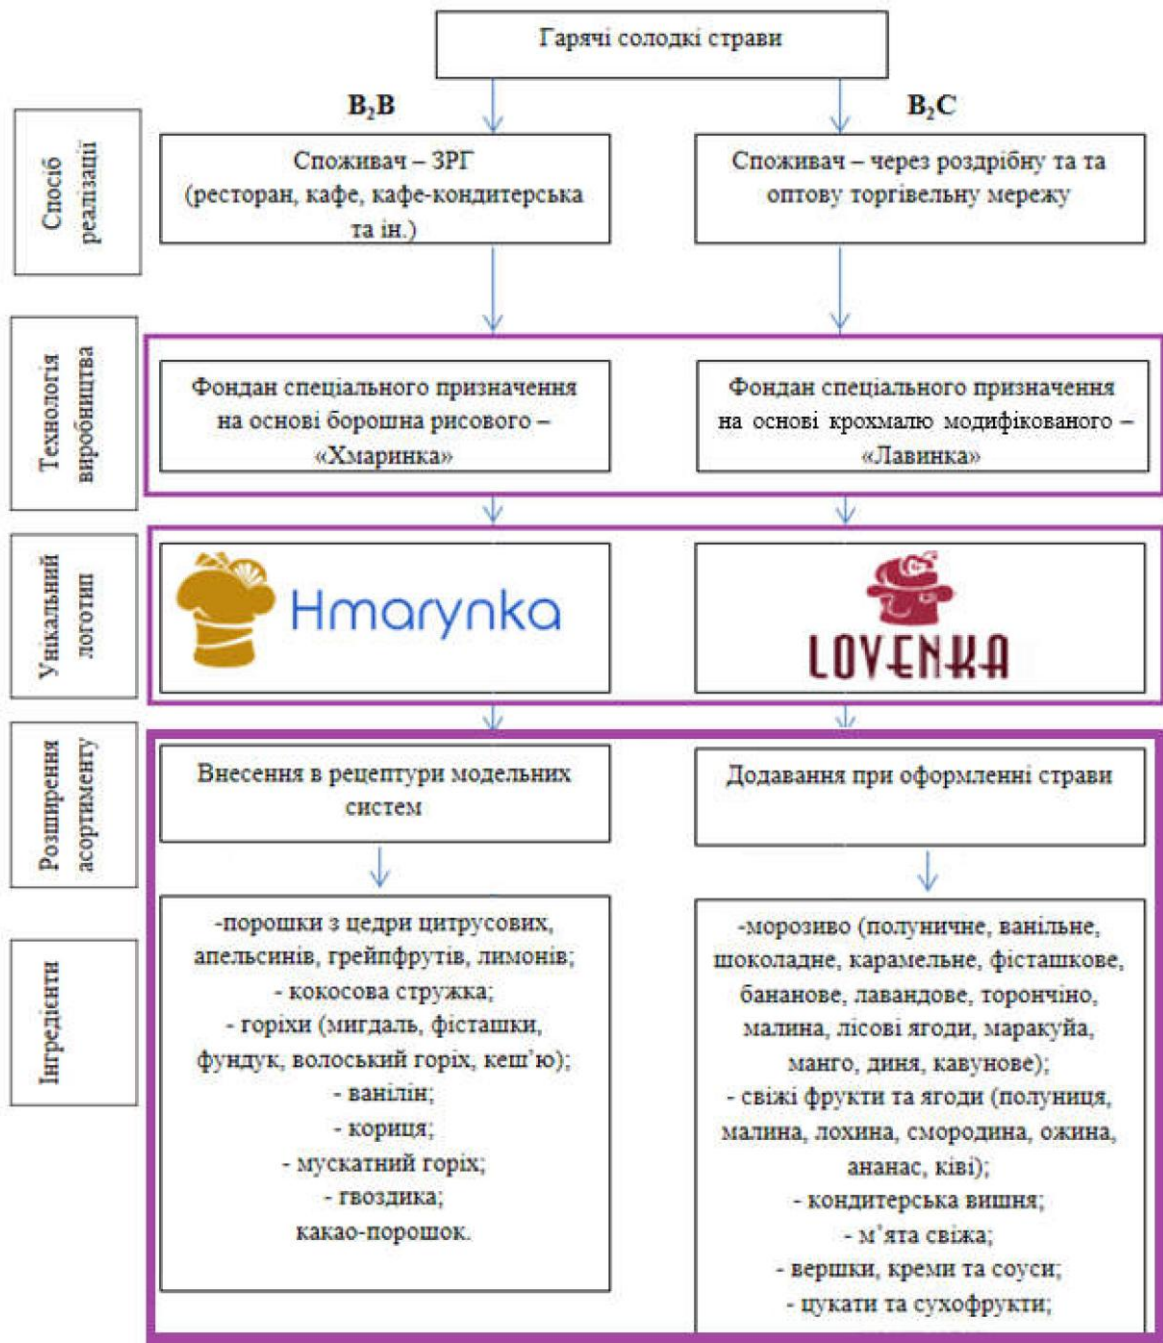 Гарячі солодкі страви
B₂B
B₂C
Спосіб
реалізації
Споживач – ЗРГ
(ресторан, кафе, кафе-кондитерська
та ін.)
Споживач – через роздрібну та та
оптову торгівельну мережу
Технологія
виробництва
Фондан спеціального призначення
на основі борошна рисового –
«Хмаринка»
Фондан спеціального призначення
на основі крохмалю модифікованого –
«Лавинка»
Унікальний
логотип
Hmarynka
LOVENKA
Розширення
асортименту
Внесення в рецептури модельних
систем
Додавання при оформленні страви
Інгредієнти
-порошки з цедри цитрусових,
апельсинів, грейпфрутів, лимонів;
- кокосова стружка;
- горіхи (мигдаль, фісташки,
фундук, волоський горіх, кеш’ю);
- ванілін;
- кориця;
- мускатний горіх;
- гвоздика;
какао-порошок.
-морозиво (полуничне, ванільне,
шоколадне, карамельне, фісташкове,
бананове, лавандове, торончіно,
малина, лісові ягоди, маракуйа,
манго, диня, кавунове);
- свіжі фрукти та ягоди (полуниця,
малина, лохина, смородина, ожина,
ананас, ківі);
- кондитерська вишня;
- м’ята свіжа;
- вершки, креми та соуси;
- цукати та сухофрукти;